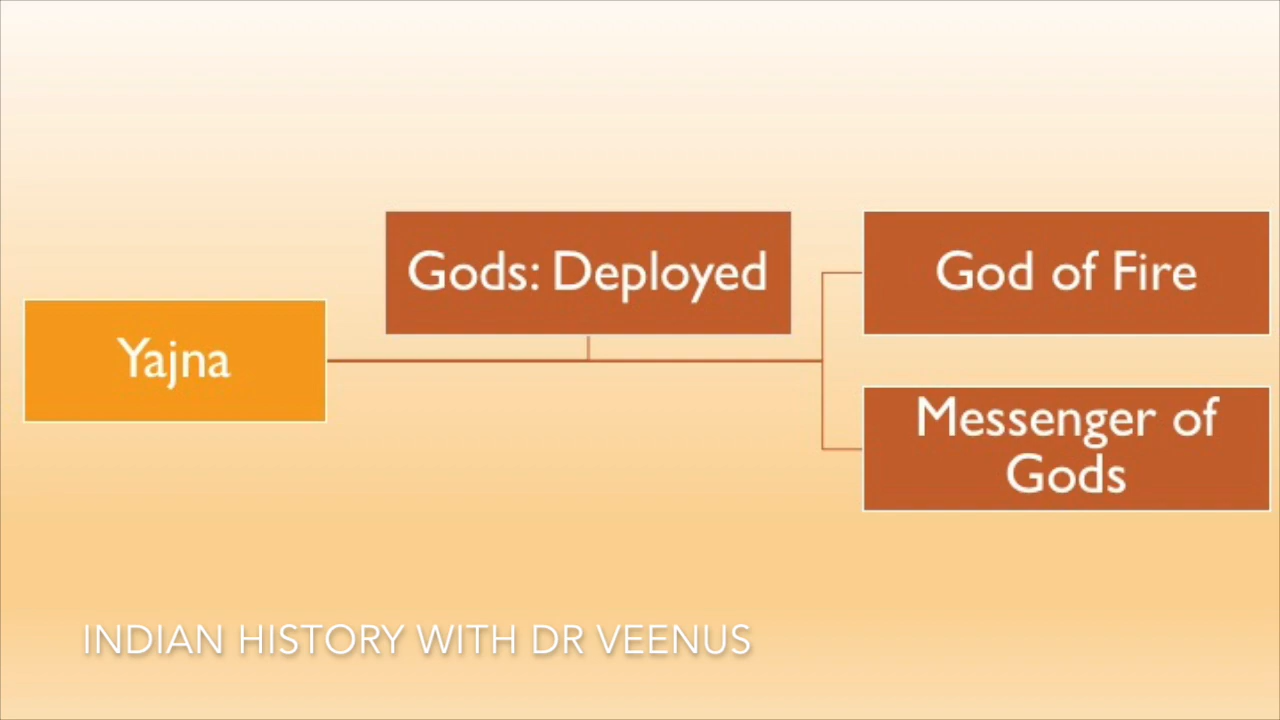 Yajna
Gods: Deployed
God of Fire
Messenger of
Gods
INDIAN HISTORY WITH DR VEENUS